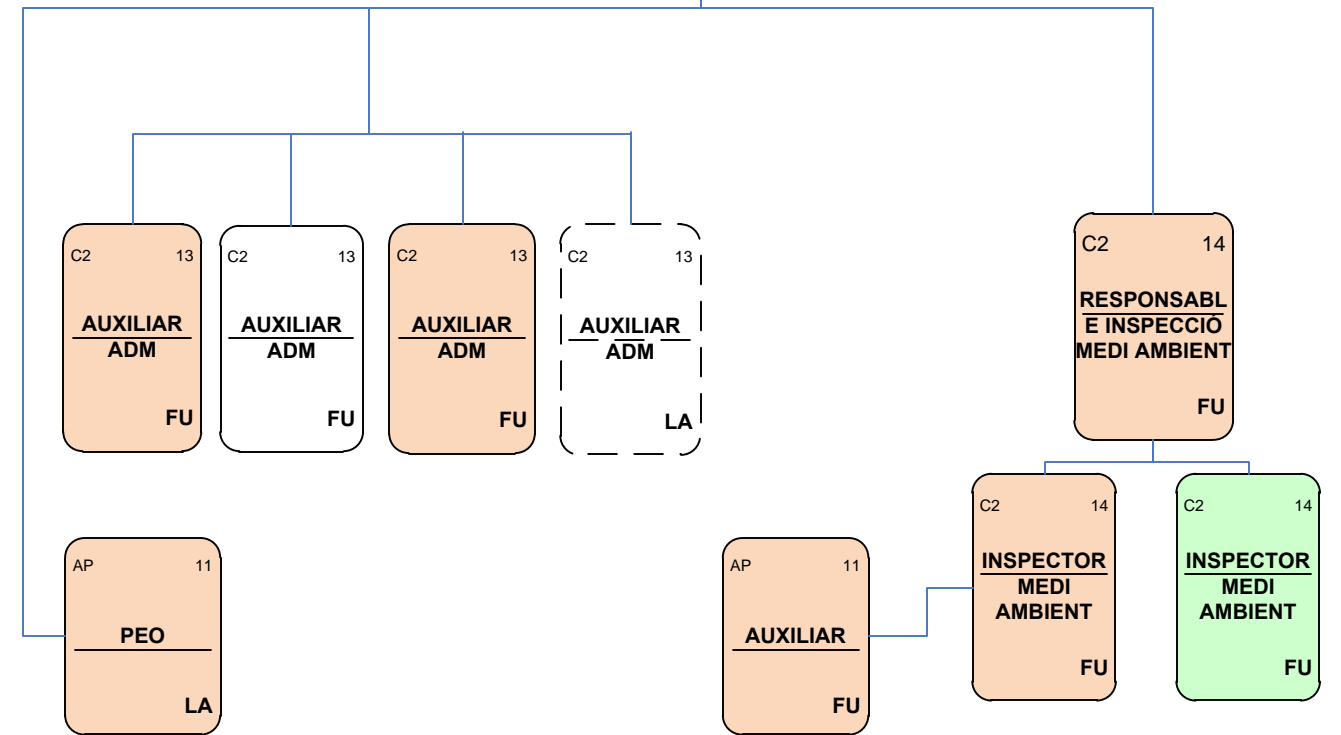 C2 13
AUXILIAR
ADM
FU
C2 13
AUXILIAR
ADM
FU
C2 13
AUXILIAR
ADM
FU
C2 13
AUXILIAR
ADM
LA
C2 14
RESPONSABL
E INSPECCIÓ
MEDI AMBIENT
FU
AP 11
PEO
LA
AP 11
AUXILIAR
FU
C2 14
INSPECTOR
MEDI
AMBIENT
FU
C2 14
INSPECTOR
MEDI
AMBIENT
FU